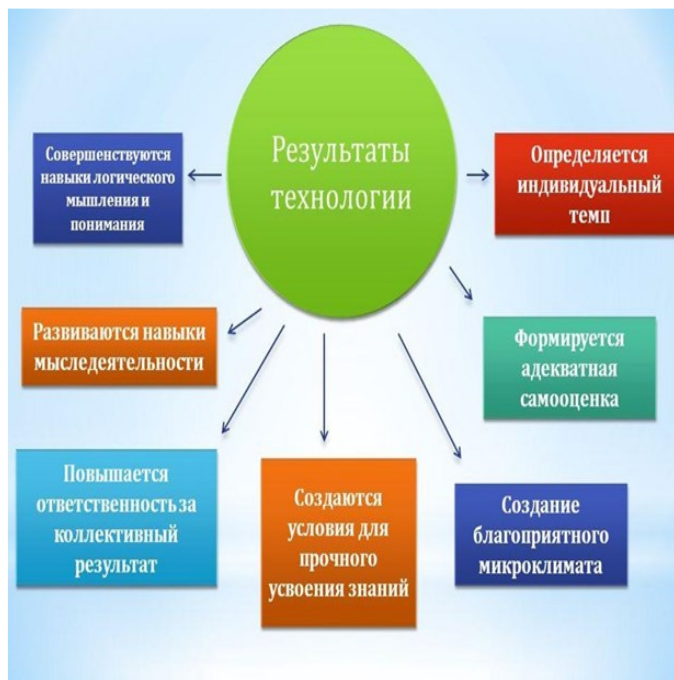 Результаты
технологии
Совершенствуются
навыки логического
мышления и
понимания
Определяется
индивидуальный
темп
Развиваются навыки
мыследеятельности
Формируется
адекватная
самооценка
Повышается
ответственность за
коллективный
результат
Создаются
условия для
прочного
усвоения знаний
Создание
благоприятного
микроклимата